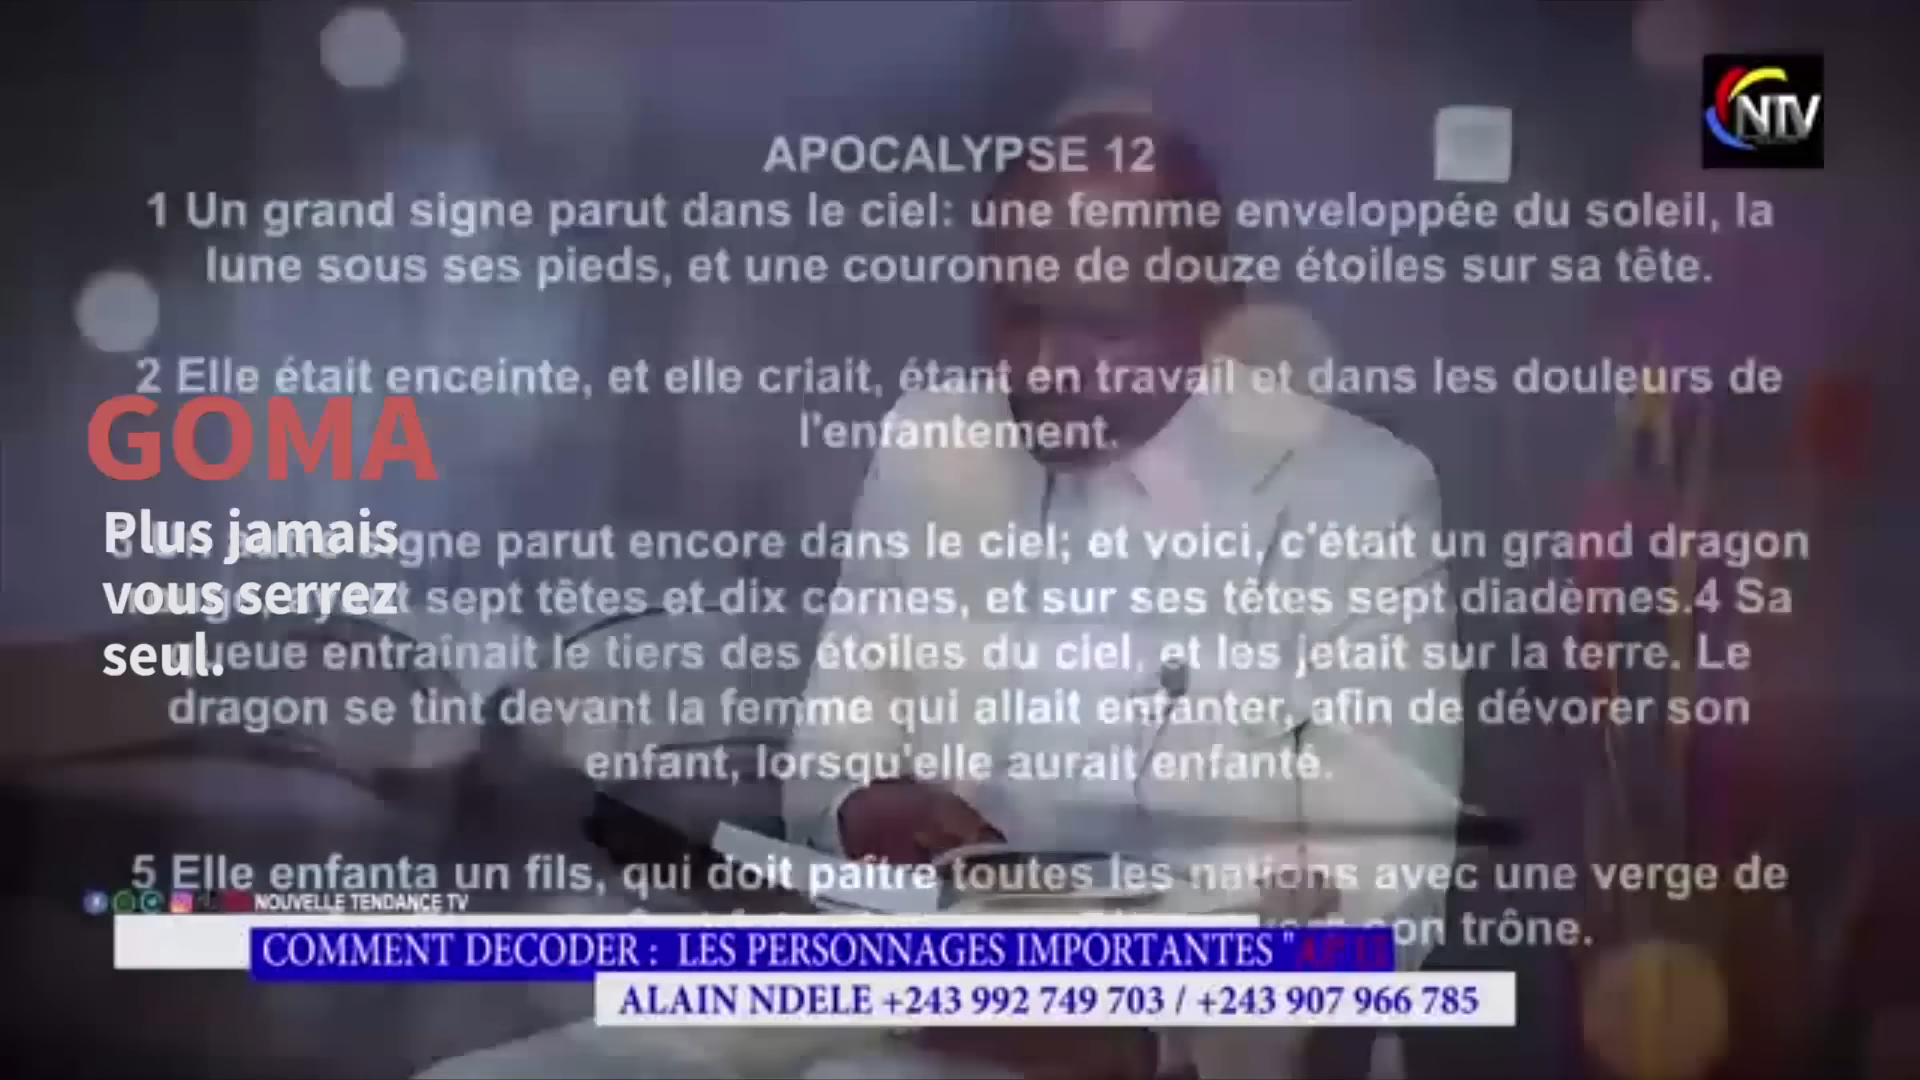 NTV
APOCALYPSE 12
1 Un grand signe parut dans le ciel: une femme enveloppée du soleil, la
lune sous ses pieds, et une couronne de douze étoiles sur sa tête.
2 Elle était enceinte, et elle criait, étant en travail et dans les douleurs de
l'enfantement.
GOMA
Plus jamais
vous serrez
seul.
signe parut encore dans le ciel; et voici, c'était un grand dragon
sept têtes et dix cornes, et sur ses têtes sept diadèmes.4 Sa
queue entraînait le tiers des étoiles du ciel, et les jetait sur la terre. Le
dragon se tint devant la femme qui allait enfanter, afin de dévorer son
enfant, lorsqu'elle aurait enfanté.
5 Elle enfanta un fils, qui doit paître toutes les nations avec une verge de
son trône.
NOUVELLE TENDANCE TV
COMMENT DECODER : LES PERSONNAGES IMPORTANTES "
ALAIN NDELE +243 992 749 703 / +243 907 966 785